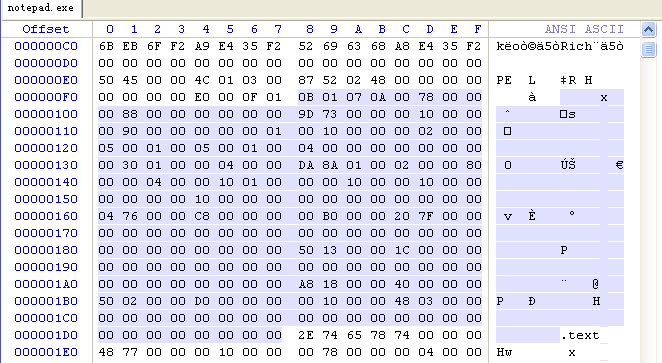 notepad.exe
Offset 0 1 2 3 4 5 6 7 8 9 A B C D E F ANSI ASCII
000000C0 6B EB 6F F2 A9 E4 35 F2 52 69 63 68 A8 E4 35 F2 këoò©ä5òRich¨ä5ò
000000D0 00 00 00 00 00 00 00 00 00 00 00 00 00 00 00 00
000000E0 50 45 00 00 4C 01 03 00 87 52 02 48 00 00 00 00 PE L ‡R H
000000F0 00 00 00 00 E0 00 0F 01 0B 01 07 0A 00 78 00 00 à x
00000100 00 88 00 00 00 00 00 00 9D 73 00 00 00 10 00 00 ˆ □s
00000110 00 90 00 00 00 00 00 01 00 10 00 00 00 02 00 00 □
00000120 05 00 01 00 05 00 01 00 04 00 00 00 00 00 00 00
00000130 00 30 01 00 00 04 00 00 DA 8A 01 00 02 00 00 80 0 ÚŠ €
00000140 00 00 04 00 00 10 01 00 00 00 10 00 00 10 00 00
00000150 00 00 00 00 10 00 00 00 00 00 00 00 00 00 00 00
00000160 04 76 00 00 C8 00 00 00 00 B0 00 00 20 7F 00 00 v È °
00000170 00 00 00 00 00 00 00 00 00 00 00 00 00 00 00 00
00000180 00 00 00 00 00 00 00 00 50 13 00 00 1C 00 00 00 P
00000190 00 00 00 00 00 00 00 00 00 00 00 00 00 00 00 00
000001A0 00 00 00 00 00 00 00 00 A8 18 00 00 40 00 00 00 ¨ @
000001B0 50 02 00 00 D0 00 00 00 00 10 00 00 48 03 00 00 P Ð H
000001C0 00 00 00 00 00 00 00 00 00 00 00 00 00 00 00 00
000001D0 00 00 00 00 00 00 00 00 2E 74 65 78 74 00 00 00 .text
000001E0 48 77 00 00 00 10 00 00 00 78 00 00 00 04 00 00 Hw x